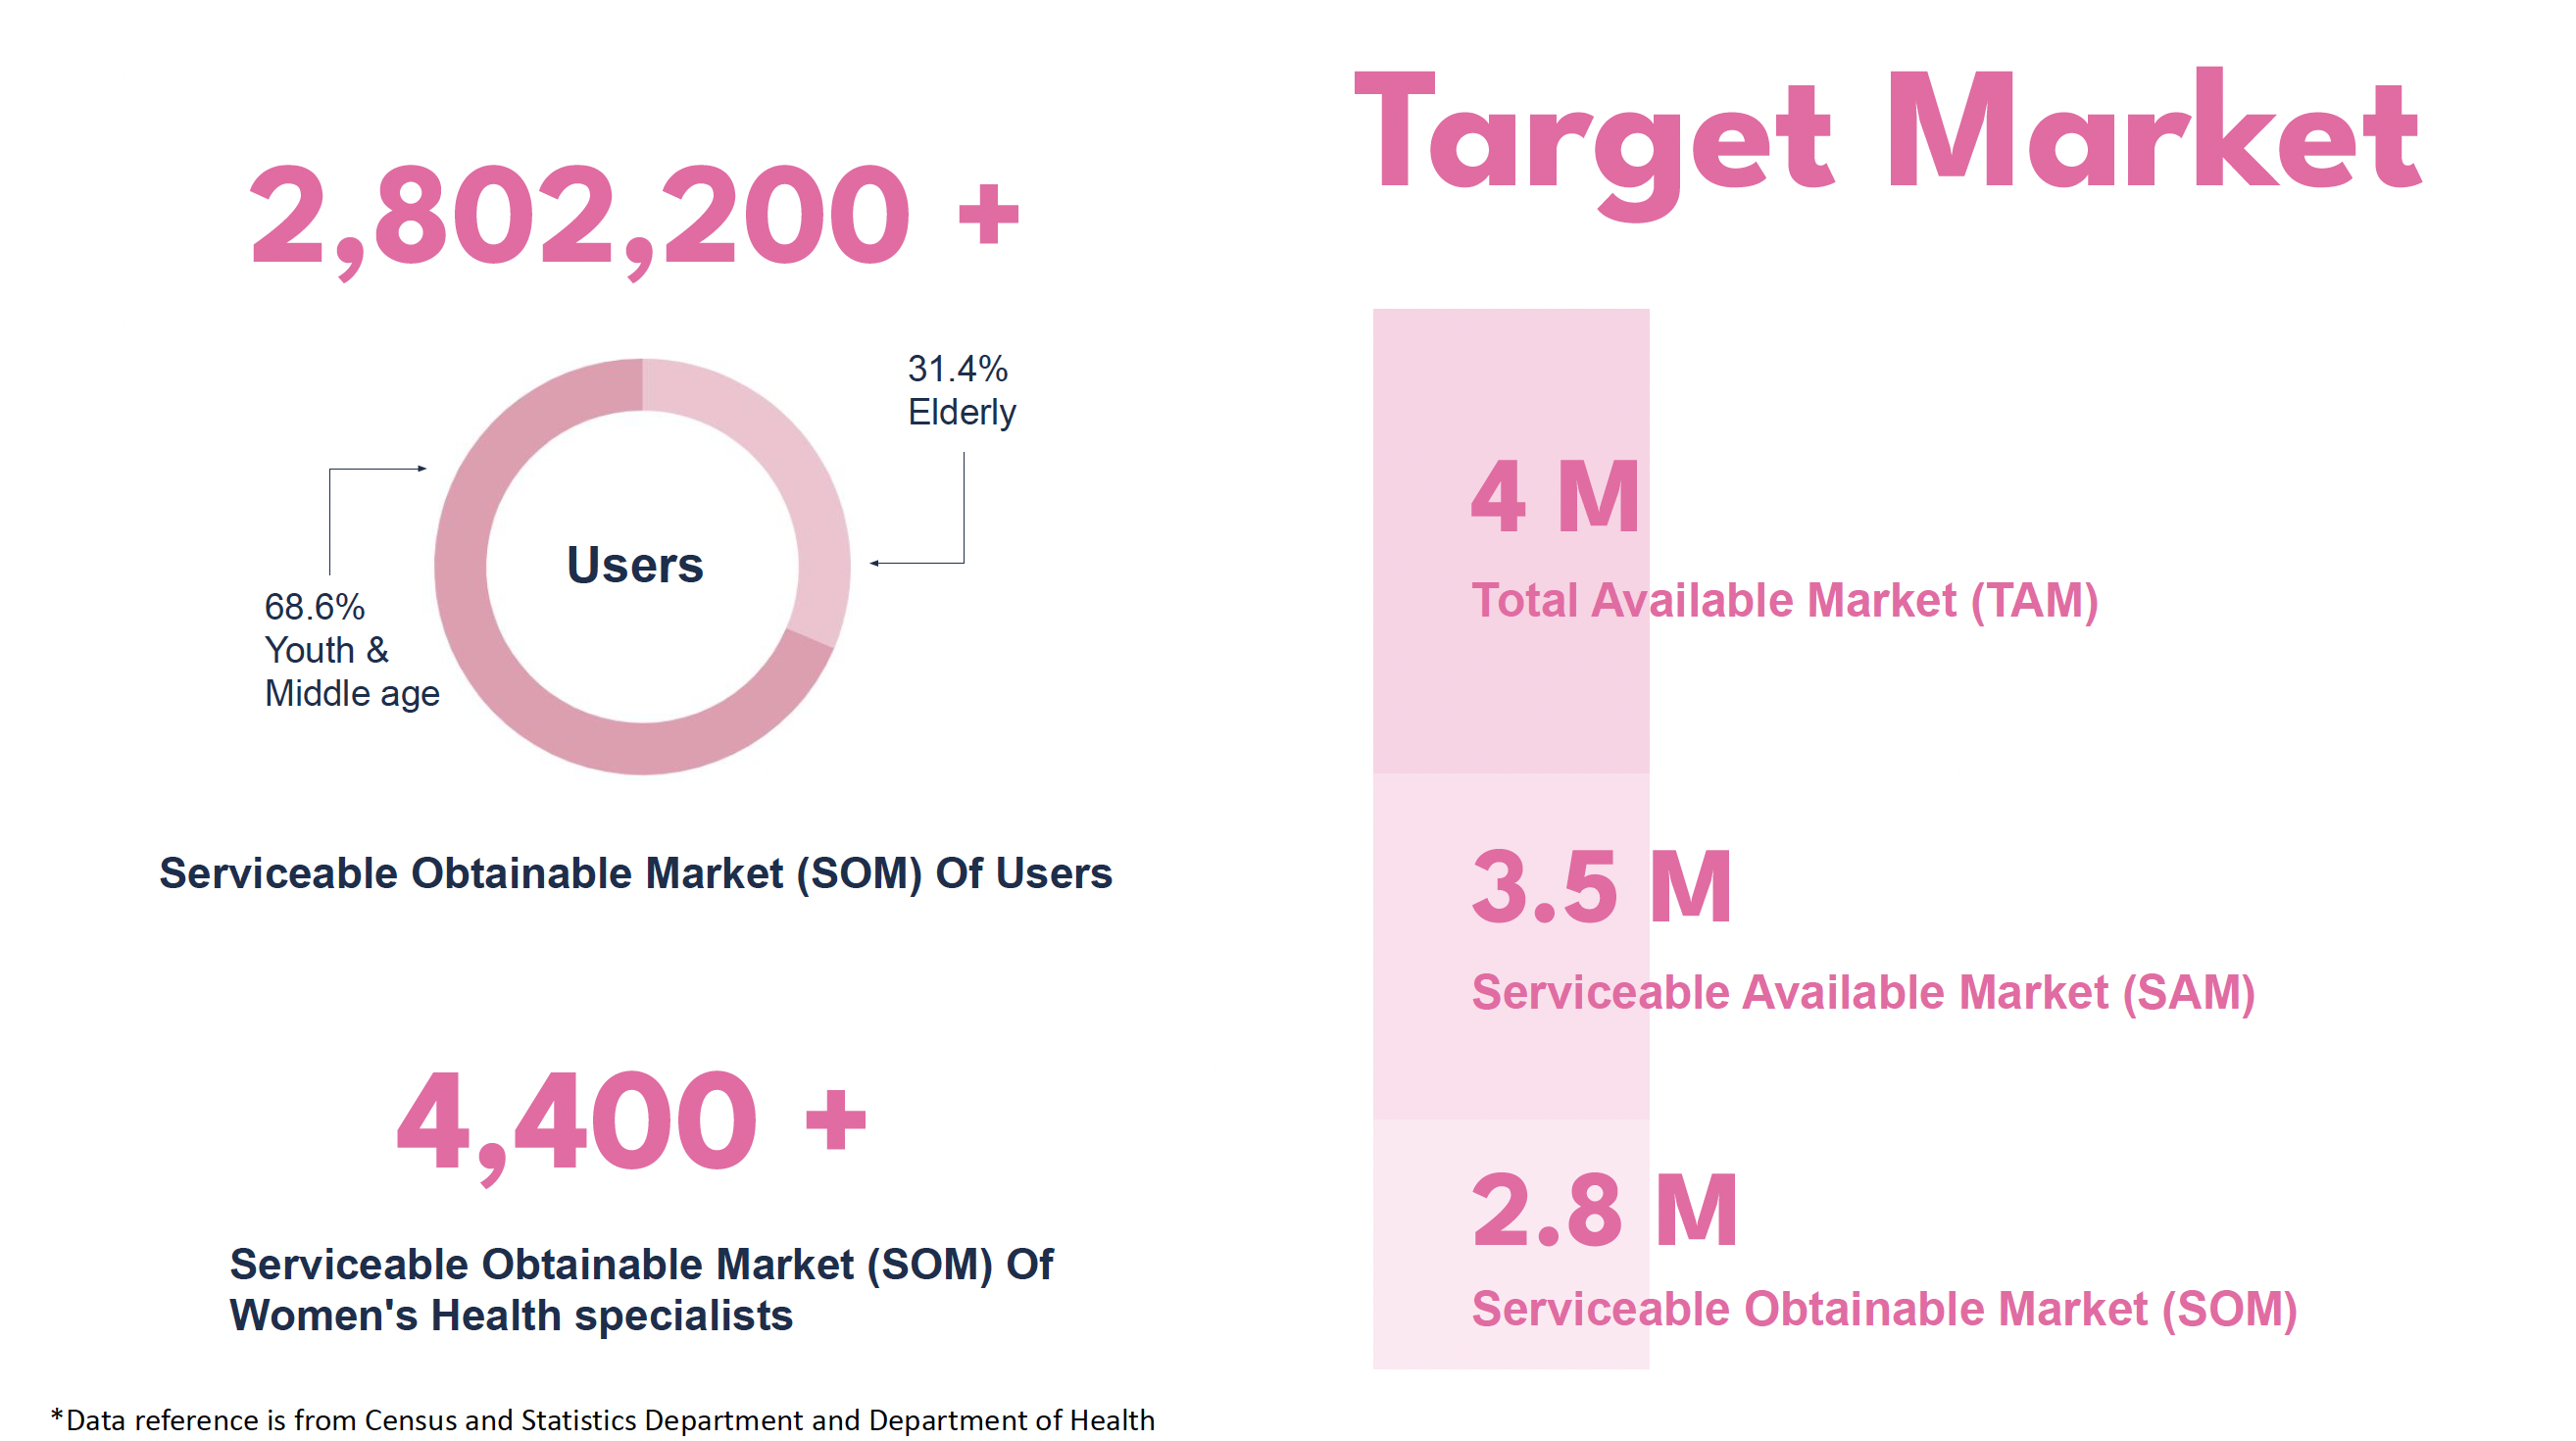 Target Market
2,802,200 +
31.4%
Elderly
Users
68.6%
Youth &
Middle age
Serviceable Obtainable Market (SOM) Of Users
4,400 +
Serviceable Obtainable Market (SOM) Of
Women's Health specialists
4 M
Total Available Market (TAM)
3.5 M
Serviceable Available Market (SAM)
2.8 M
Serviceable Obtainable Market (SOM)
*Data reference is from Census and Statistics Department and Department of Health